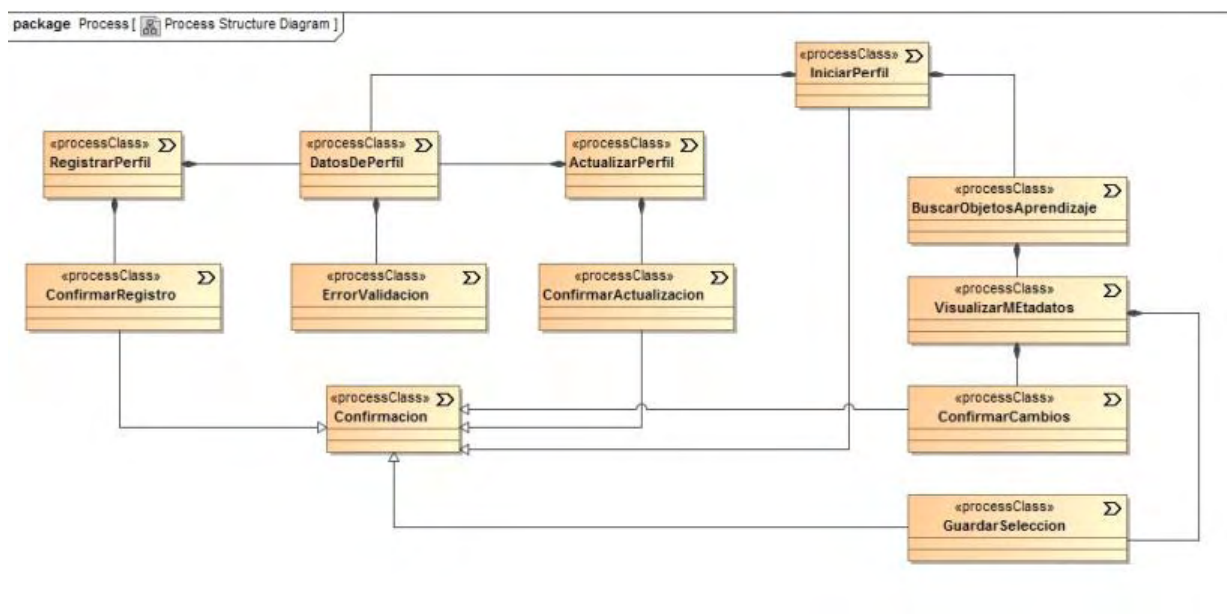 package Process [ Process Structure Diagram ]
«processClass»
IniciarPerfil
«processClass»
RegistrarPerfil
«processClass»
DatosDePerfil
«processClass»
ActualizarPerfil
«processClass»
BuscarObjetosAprendizaje
«processClass»
ConfirmarRegistro
«processClass»
ErrorValidacion
«processClass»
ConfirmarActualizacion
«processClass»
VisualizarMEtadatos
«processClass»
Confirmacion
«processClass»
ConfirmarCambios
«processClass»
GuardarSeleccion